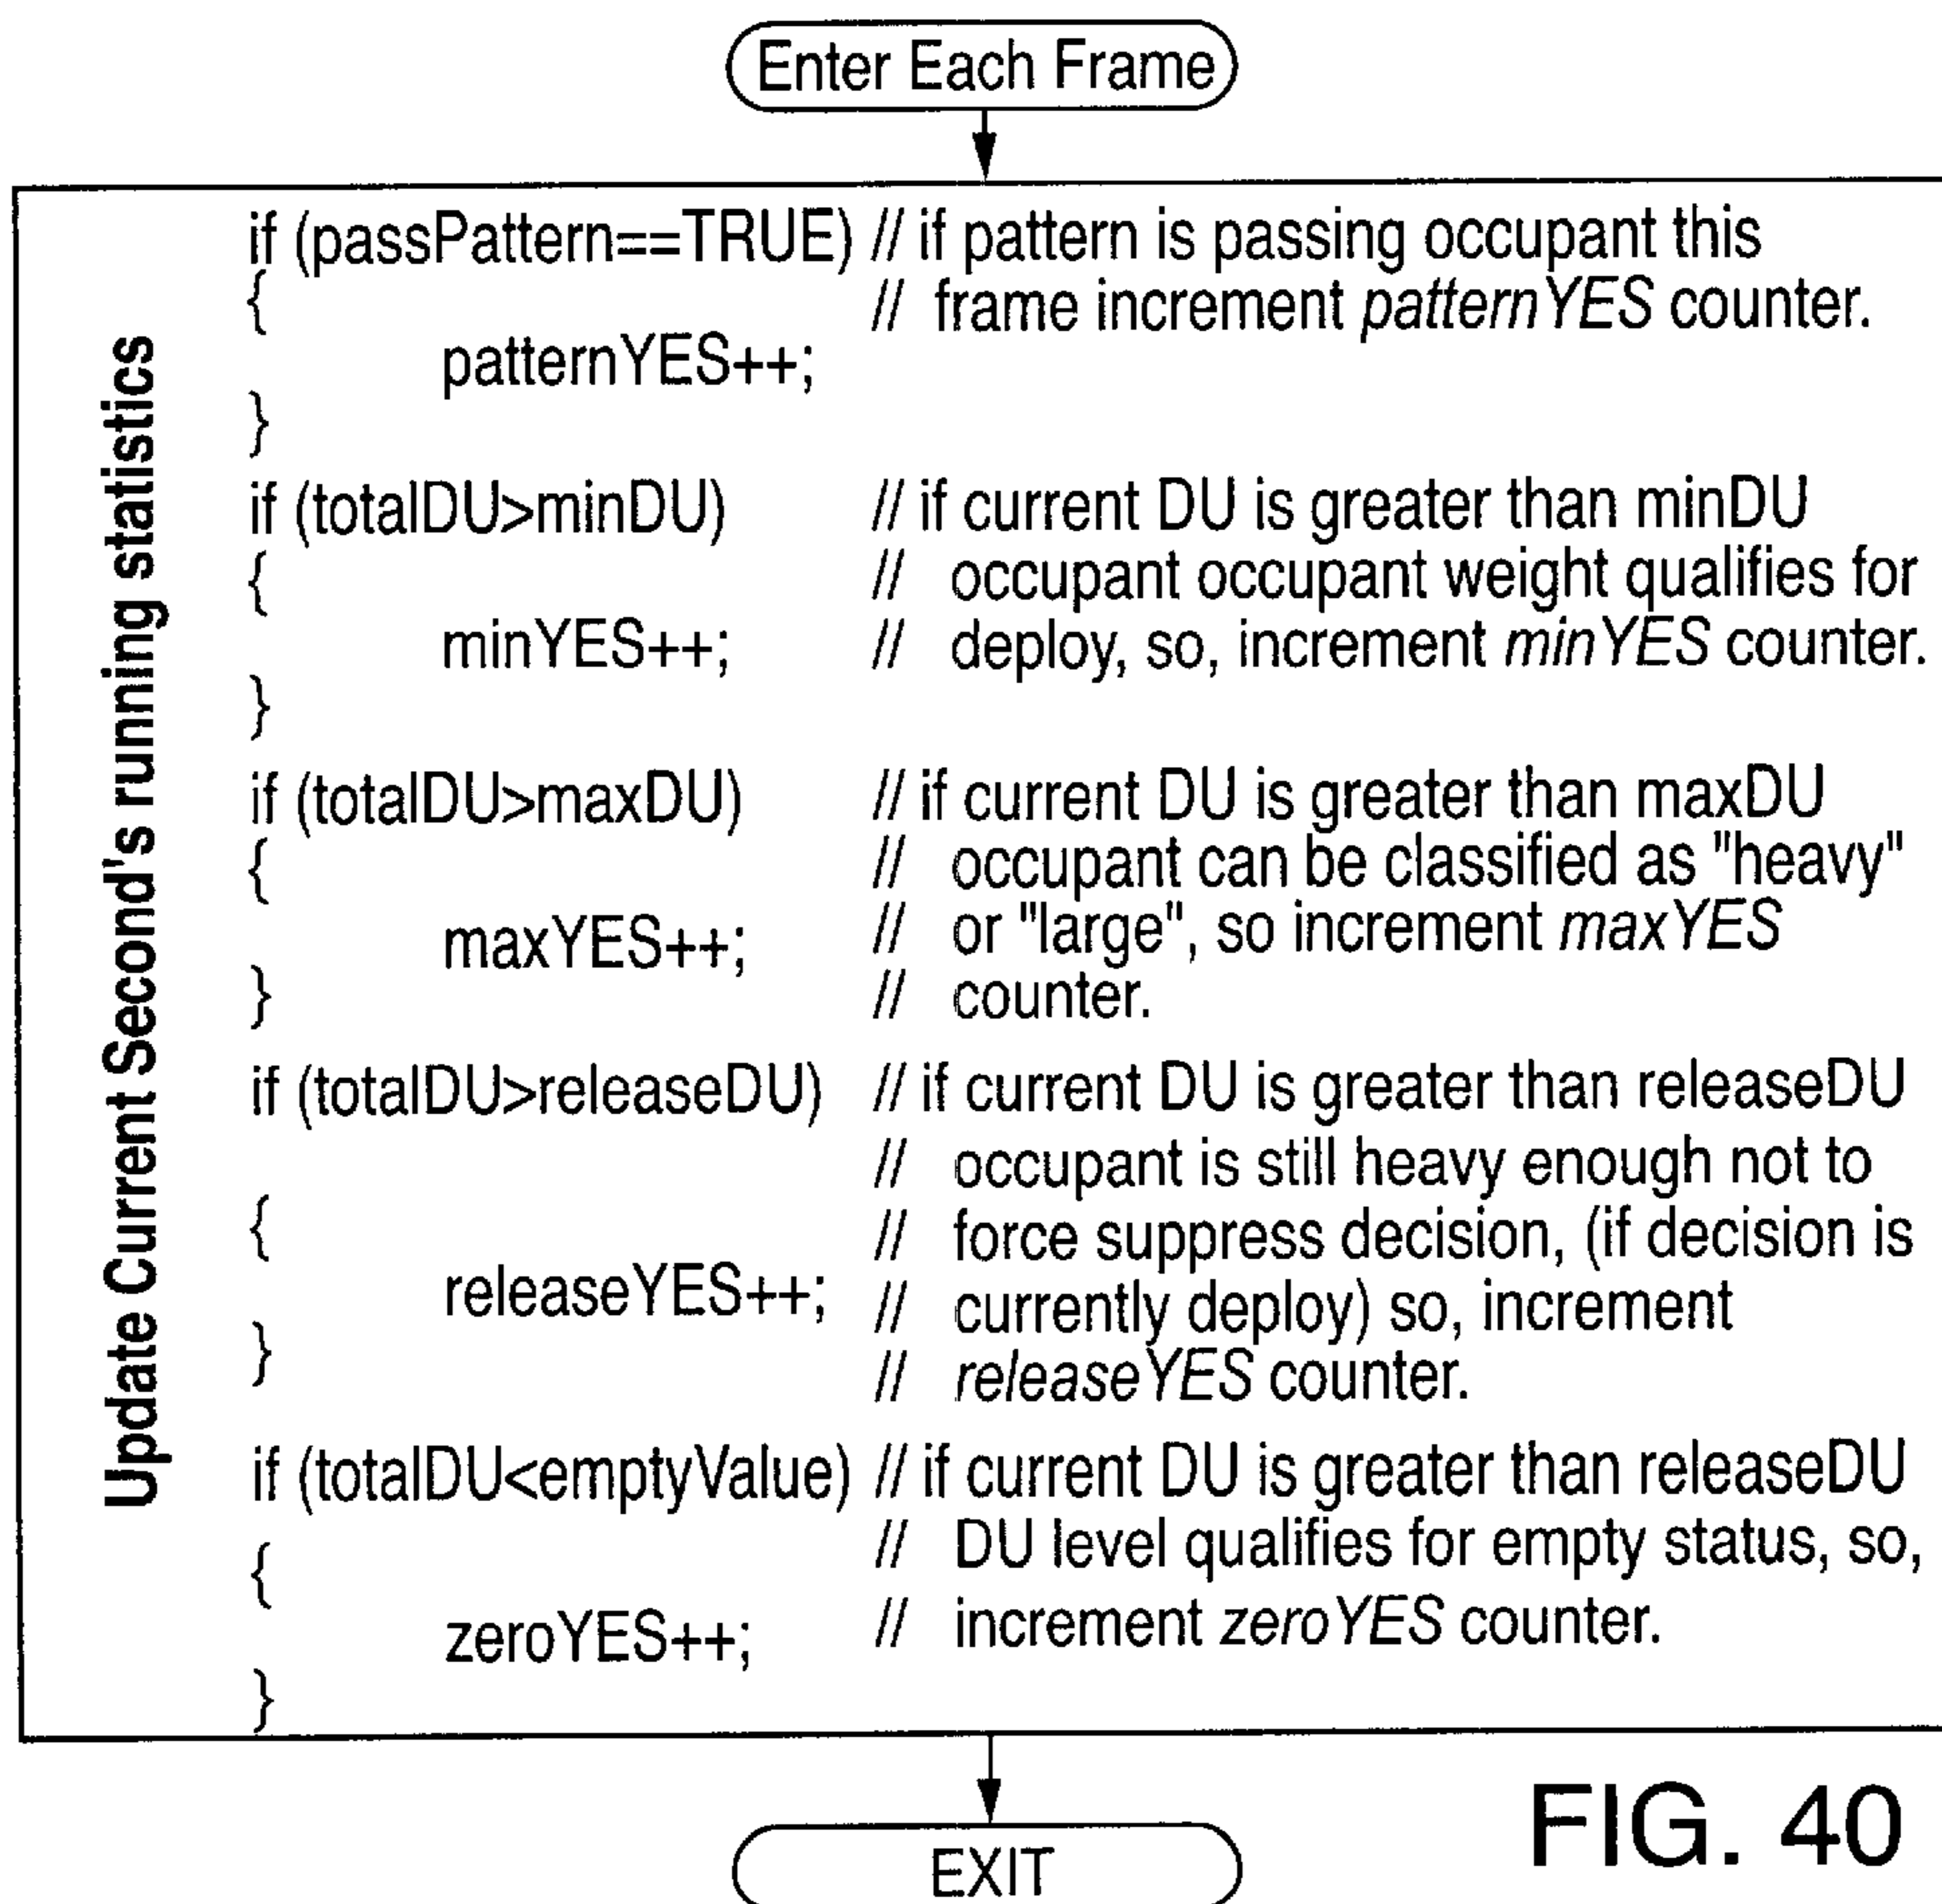 Enter Each Frame
Update Current Second's running statistics
if (passPattern==TRUE) // if pattern is passing occupant this
{ // frame increment patternYES counter.
patternYES++;
}
if (totalDU>minDU) // if current DU is greater than minDU
{ // occupant occupant weight qualifies for
minYES++; // deploy, so, increment minYES counter.
}
if (totalDU>maxDU) // if current DU is greater than maxDU
{ // occupant can be classified as "heavy"
maxYES++; // or "large", so increment maxYES
} // counter.
if (totalDU>releaseDU) // if current DU is greater than releaseDU
// occupant is still heavy enough not to
{ // force suppress decision, (if decision is
releaseYES++; // currently deploy) so, increment
} // releaseYES counter.
if (totalDU<emptyValue) // if current DU is greater than releaseDU
{ // DU level qualifies for empty status, so,
zeroYES++; // increment zeroYES counter.
}
EXIT
FIG. 40